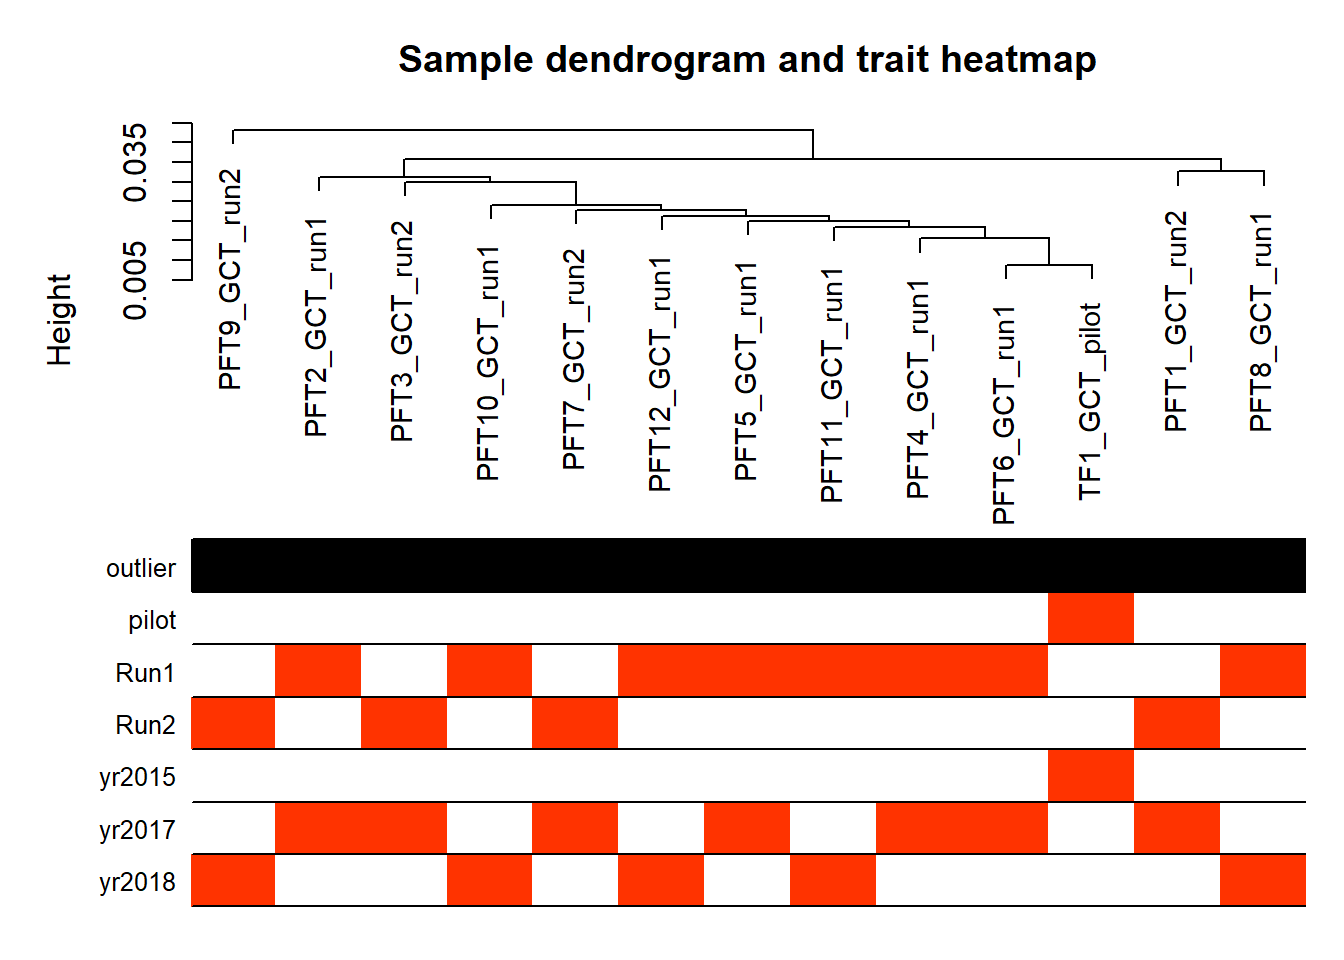 Sample dendrogram and trait heatmap
Height
0.005
0.035
PFT9_GCT_run2
PFT2_GCT_run1
PFT3_GCT_run2
PFT10_GCT_run1
PFT7_GCT_run2
PFT12_GCT_run1
PFT5_GCT_run1
PFT11_GCT_run1
PFT4_GCT_run1
PFT6_GCT_run1
TF1_GCT_pilot
PFT1_GCT_run2
PFT8_GCT_run1
outlier
pilot
Run1
Run2
yr2015
yr2017
yr2018